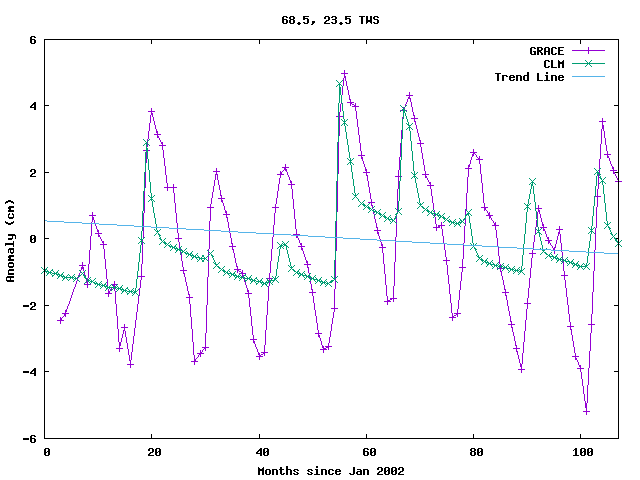 68.5, 23.5 TWS
GRACE
CLM
Trend Line
Anomaly (cm)
6
4
2
0
-2
-4
-6
0 20 40 60 80 100
Months since Jan 2002